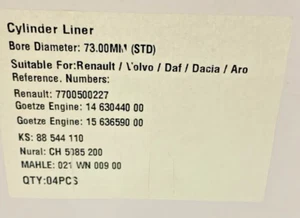 Cylinder Liner
Bore Diameter: 73.00MM (STD)
Suitable For:Renault / Volvo / Daf / Dacia / Aro
Reference. Numbers:
Renault: 7700500227
Goetze Engine: 14 630440 00
Goetze Engine: 15 636590 00
KS: 88 544 110
Nural: CH 5085 200
MAHLE: 021 WN 009 00
QTY:04PCS